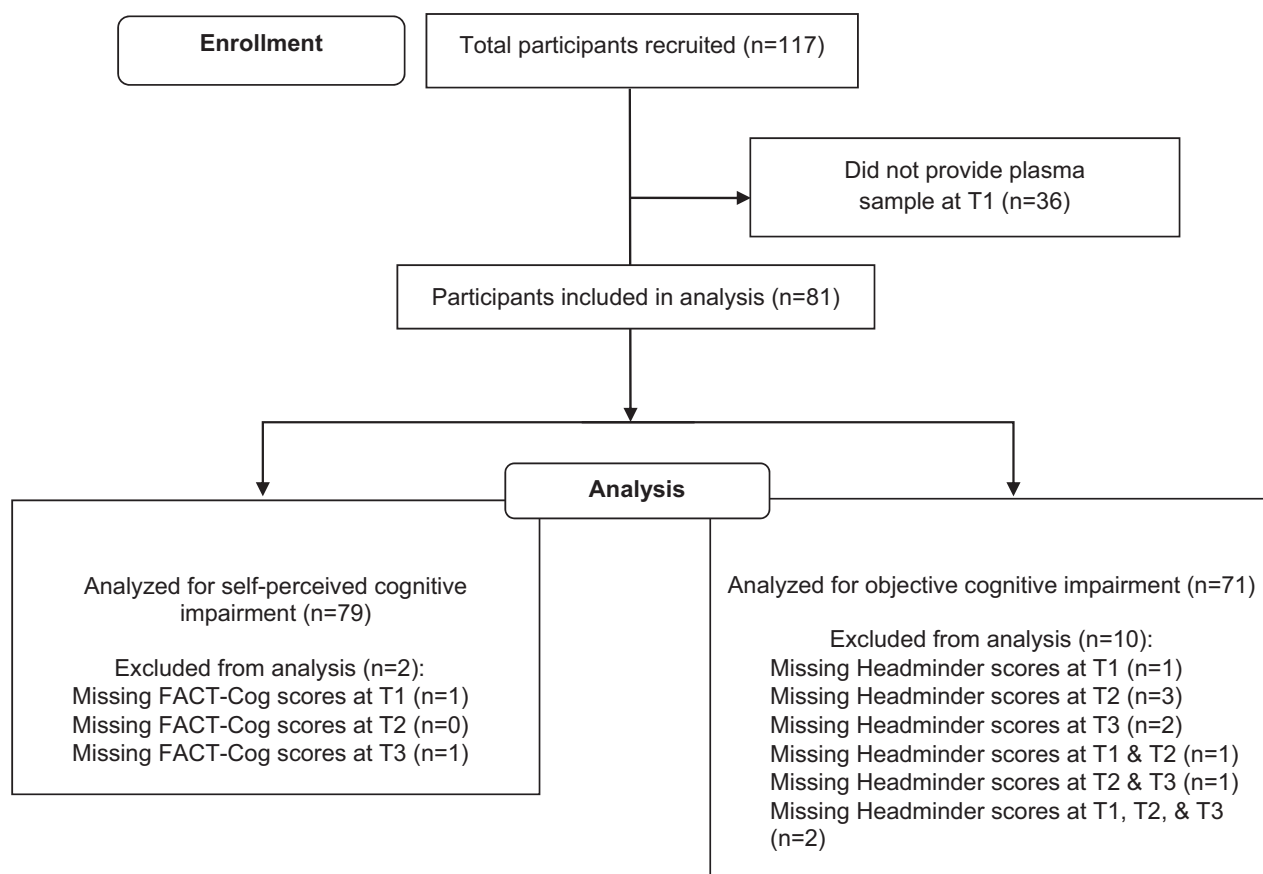 Enrollment
Total participants recruited (n=117)
Did not provide plasma
sample at T1 (n=36)
Participants included in analysis (n=81)
Analysis
Analyzed for self-perceived cognitive
impairment (n=79)
Excluded from analysis (n=2):
Missing FACT-Cog scores at T1 (n=1)
Missing FACT-Cog scores at T2 (n=0)
Missing FACT-Cog scores at T3 (n=1)
Analyzed for objective cognitive impairment (n=71)
Excluded from analysis (n=10):
Missing Headminder scores at T1 (n=1)
Missing Headminder scores at T2 (n=3)
Missing Headminder scores at T3 (n=2)
Missing Headminder scores at T1 & T2 (n=1)
Missing Headminder scores at T2 & T3 (n=1)
Missing Headminder scores at T1, T2, & T3
(n=2)